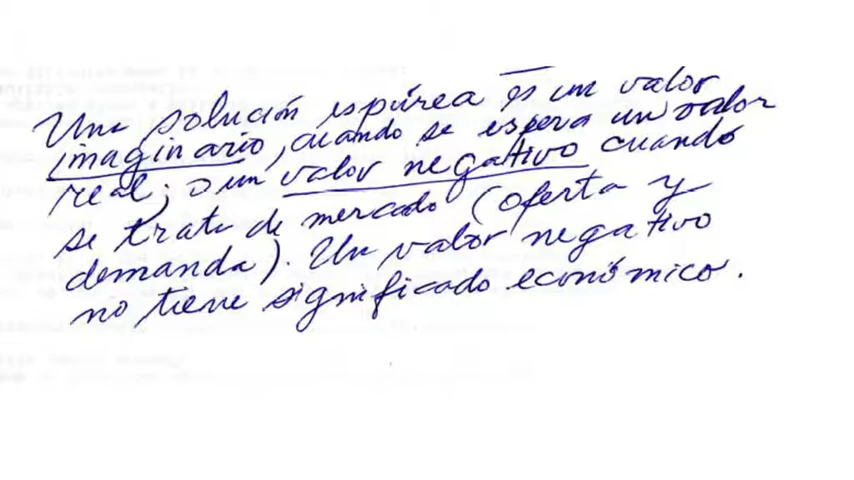 Una solución espúrea es un valor
imaginario, cuando se espera un valor
real; o un valor negativo cuando
se trata de mercado (oferta y
demanda). Un valor negativo
no tiene significado económico.